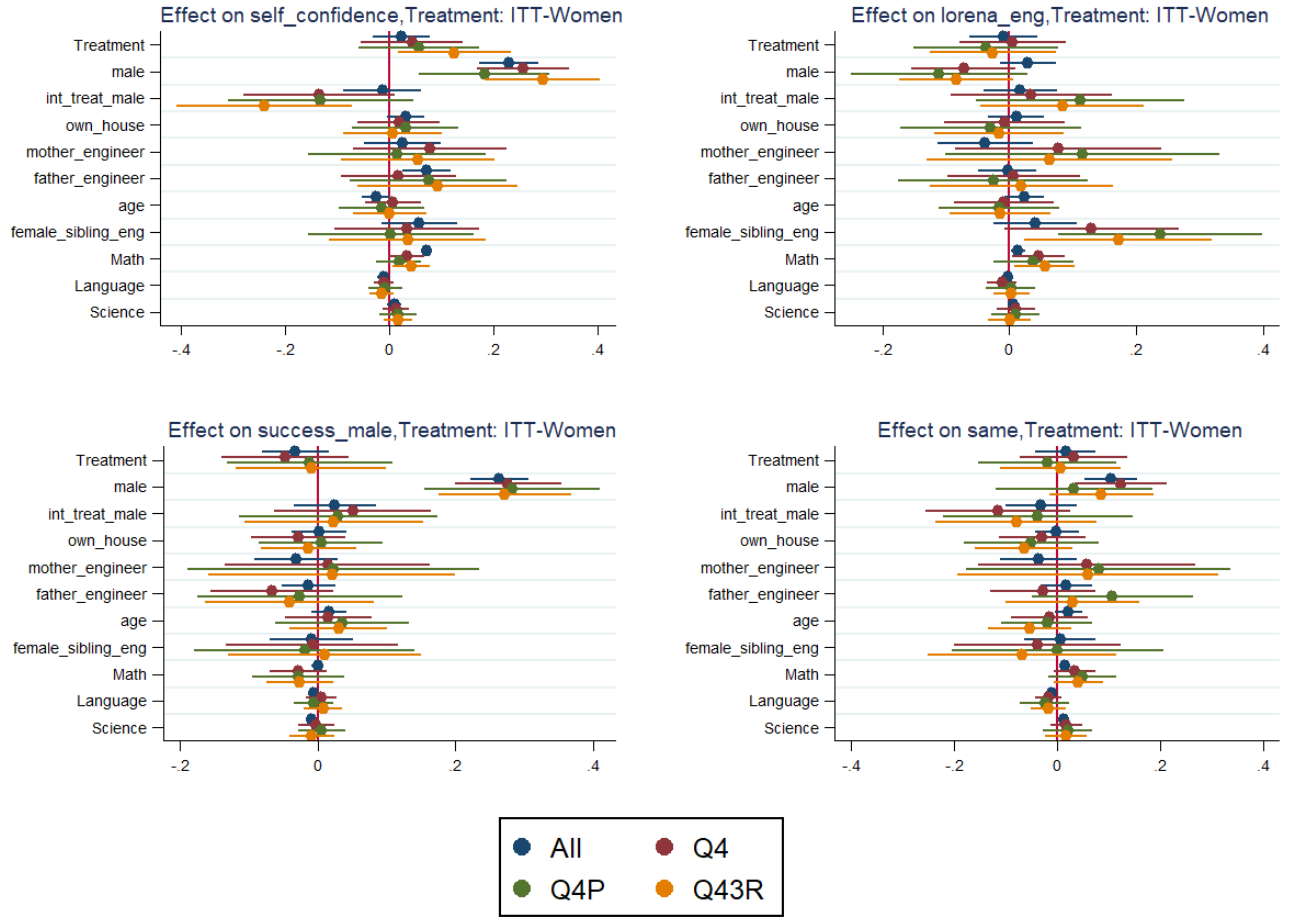 Effect on self_confidence,Treatment: ITT-Women
Treatment
male
int_treat_male
own_house
mother_engineer
father_engineer
age
female_sibling_eng
Math
Language
Science
-.4 -.2 0 .2 .4
Effect on lorena_eng,Treatment: ITT-Women
Treatment
male
int_treat_male
own_house
mother_engineer
father_engineer
age
female_sibling_eng
Math
Language
Science
-.2 0 .2 .4
Effect on success_male,Treatment: ITT-Women
Treatment
male
int_treat_male
own_house
mother_engineer
father_engineer
age
female_sibling_eng
Math
Language
Science
-.2 0 .2 .4
Effect on same,Treatment: ITT-Women
Treatment
male
int_treat_male
own_house
mother_engineer
father_engineer
age
female_sibling_eng
Math
Language
Science
-.4 -.2 0 .2 .4
All Q4
Q4P Q43R